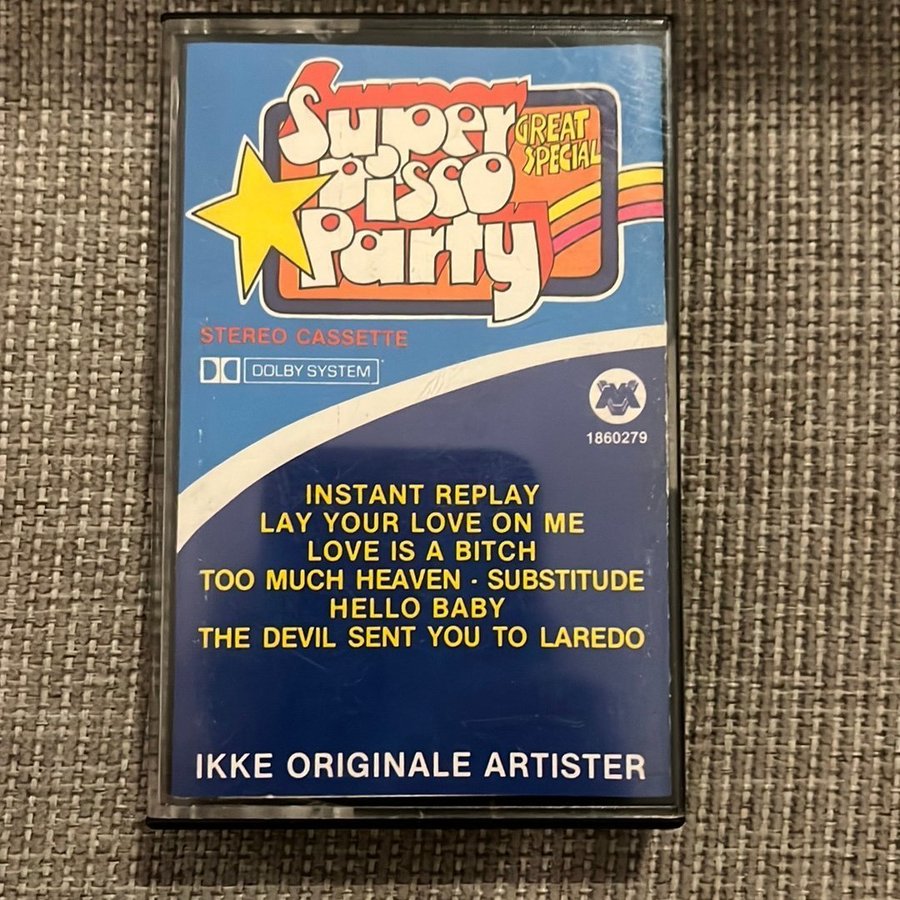 Super
Disco
Party
GREAT
SPECIAL
STEREO CASSETTE
DOLBY SYSTEM
1860279
INSTANT REPLAY
LAY YOUR LOVE ON ME
LOVE IS A BITCH
TOO MUCH HEAVEN · SUBSTITUDE
HELLO BABY
THE DEVIL SENT YOU TO LAREDO
IKKE ORIGINALE ARTISTER